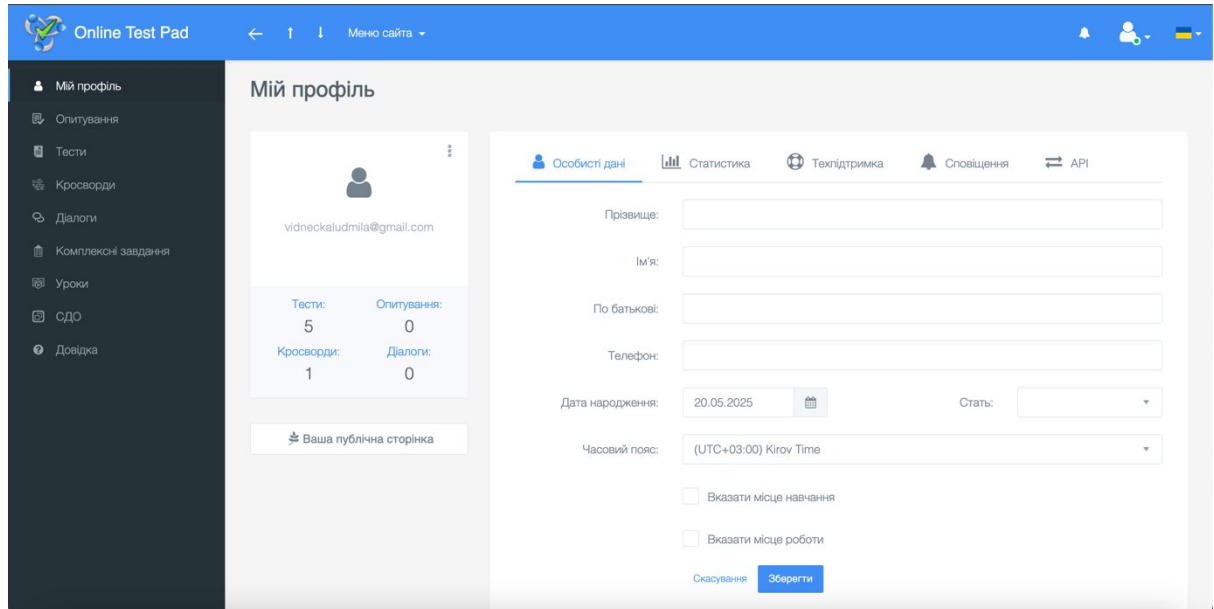 Online Test Pad
Меню сайта
Мій профіль
Опитування
Тести
Кросворди
Діалоги
Комплексні завдання
Уроки
СДО
Довідка
Мій профіль
vidneckaludmila@gmail.com
Тести: Опитування:
5 0
Кросворди: Діалоги:
1 0
Ваша публічна сторінка
Особисті дані Статистика Техпідтримка Сповіщення API
Прізвище:
Ім'я:
По батькові:
Телефон:
Дата народження: 20.05.2025 Стать:
Часовий пояс: (UTC+03:00) Kirov Time
Вказати місце навчання
Вказати місце роботи
Скасування Зберегти